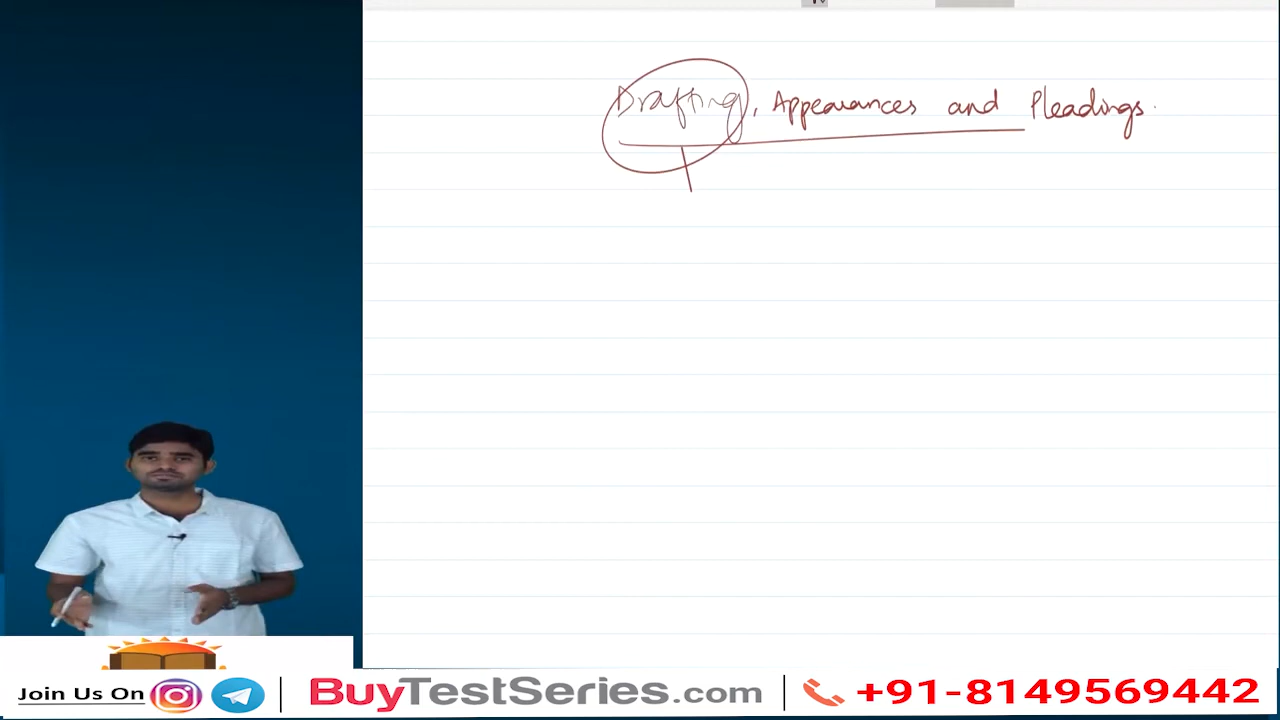 Drafting, Appearances and Pleadings.
Join Us On
BuyTestSeries.com
+91-8149569442